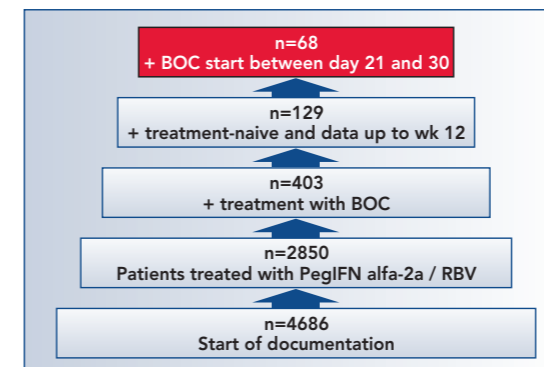 n=68
+ BOC start between day 21 and 30
n=129
+ treatment-naive and data up to wk 12
n=403
+ treatment with BOC
n=2850
Patients treated with PegIFN alfa-2a / RBV
n=4686
Start of documentation